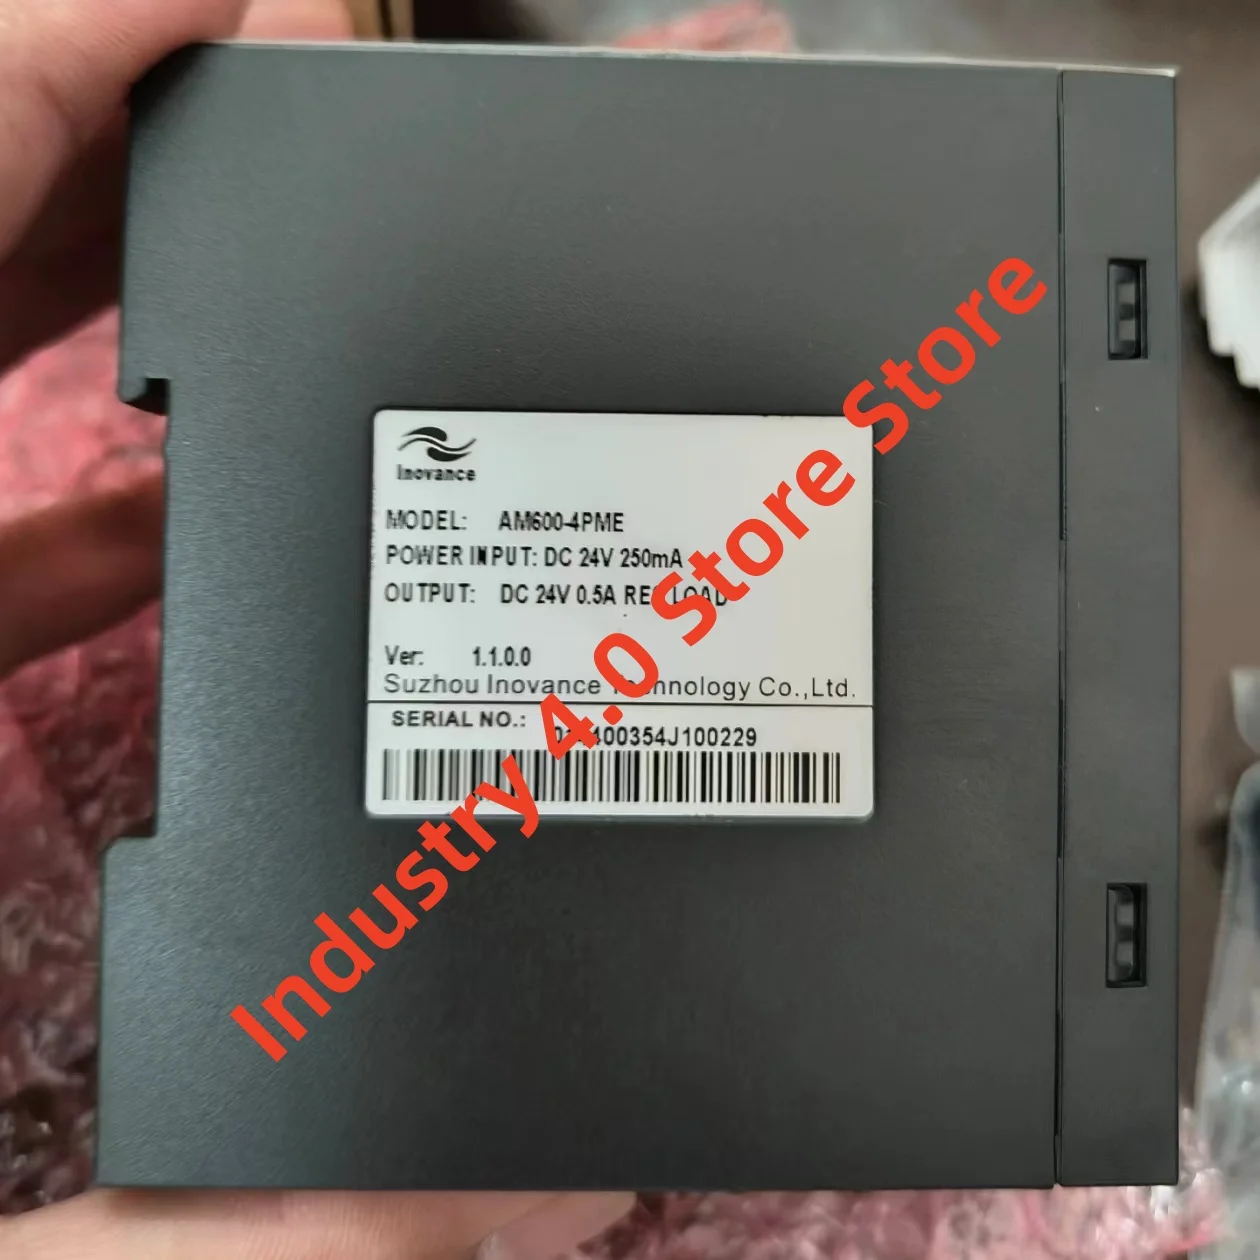 Inovance
MODEL: AM600-4PME
POWER INPUT: DC 24V 250mA
OUTPUT: DC 24V 0.5A LOAD
Ver: 1.1.0.0
Suzhou Inovance Technology Co.,Ltd.
SERIAL NO.:
Industry 4.0 Store Store